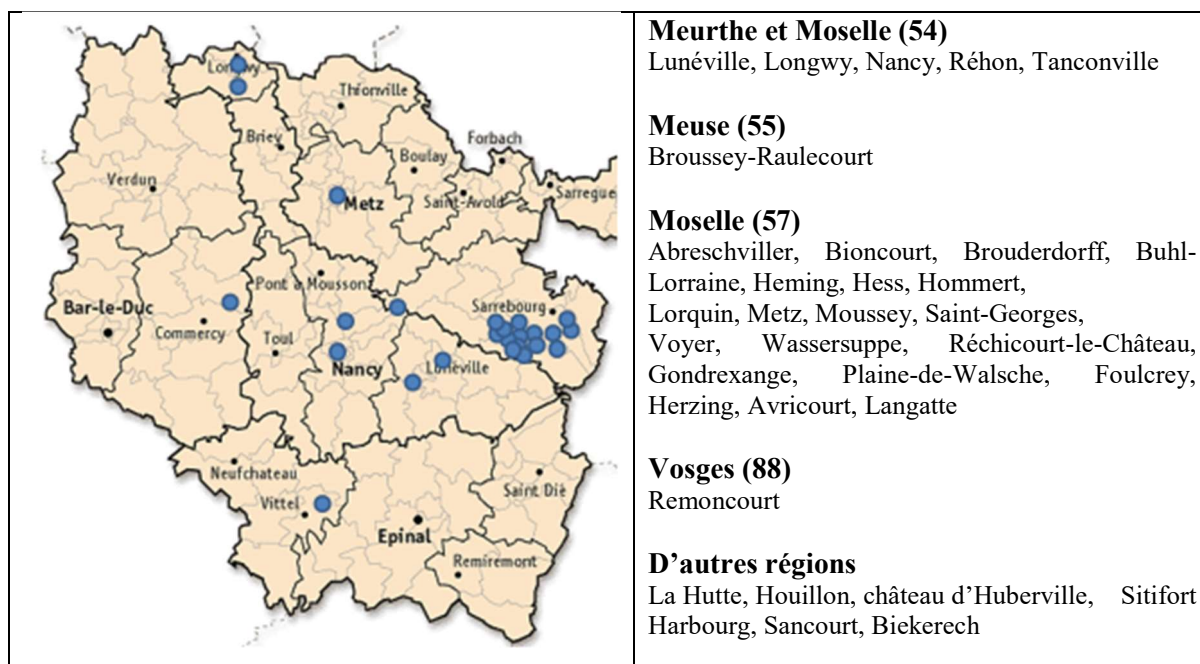 Longwy
Thionville
Briey
Forbach
Boulay
Verdun
Metz
Saint-Avold
Sarregue
Pont à Mousson
Sarrebourg
Bar-le-Duc
Commercy
Toul
Nancy
Lunéville
Neufchateau
Vittel
Saint Dié
Epinal
Remiremont
Meurthe et Moselle (54)
Lunéville, Longwy, Nancy, Réhon, Tanconville
Meuse (55)
Broussey-Raulecourt
Moselle (57)
Abreschviller, Bioncourt, Brouderdorff, Buhl-
Lorraine, Heming, Hess, Hommert,
Lorquin, Metz, Moussey, Saint-Georges,
Voyer, Wassersuppe, Réchicourt-le-Château,
Gondrexange, Plaine-de-Walsche, Foulcrey,
Herzing, Avricourt, Langatte
Vosges (88)
Remoncourt
D'autres régions
La Hutte, Houillon, château d'Huberville, Sitifort
Harbourg, Sancourt, Biekerech